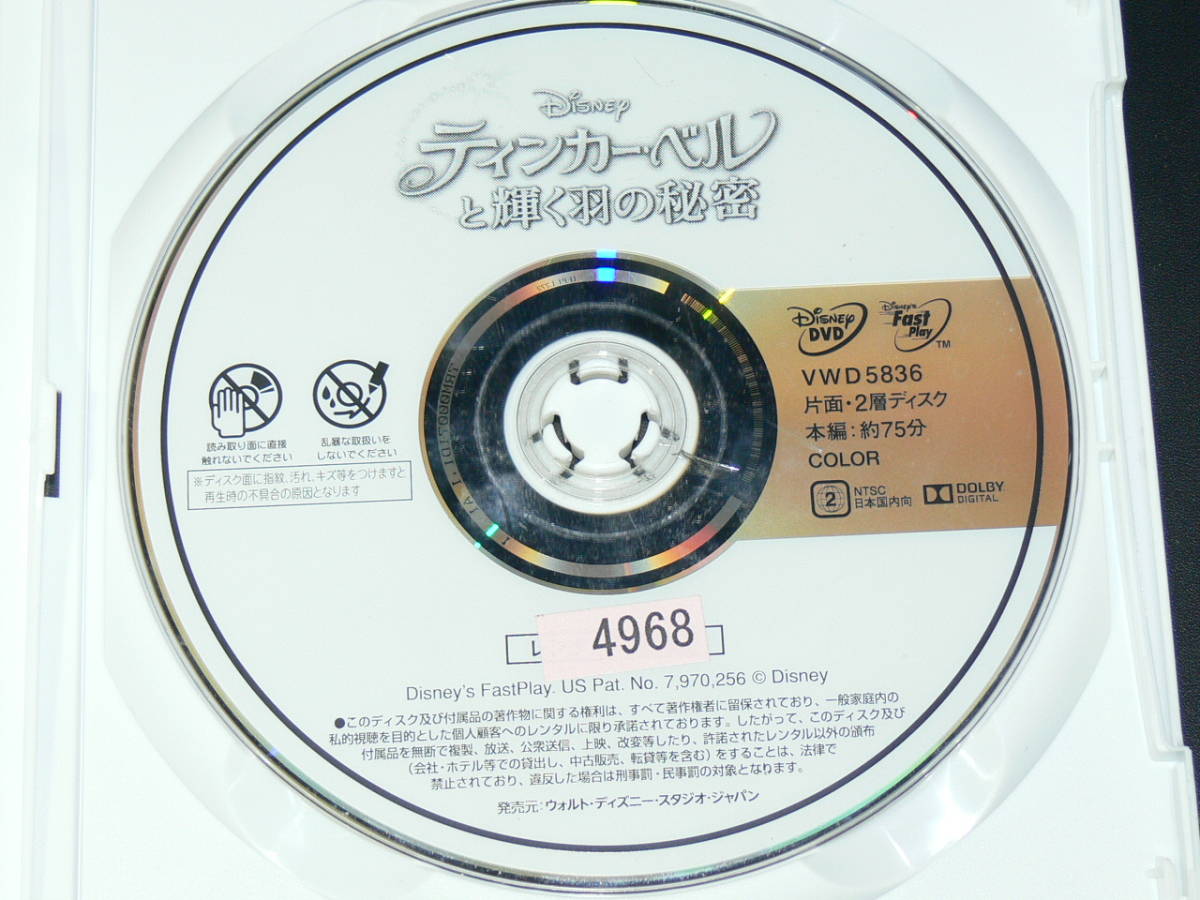 Disney
ティンカー・ベル
と輝く羽の秘密
Disney DVD
Disney's Fast Play TM
VWD5836
片面・2層ディスク
本編：約75分
COLOR
2 NTSC 日本国内向
DOLBY DIGITAL
読み取り面に直接
触れないでください
乱暴な取扱いを
しないでください
※ディスク面に指紋、汚れ、キズ等をつけますと
再生時の不具合の原因となります
4968
Disney's FastPlay. US Pat. No. 7,970,256 © Disney
●このディスク及び付属品の著作物に関する権利は、すべて著作権者に留保されており、一般家庭内の
私的視聴を目的とした個人顧客へのレンタルに限り承諾されております。したがって、このディスク及び
付属品を無断で複製、放送、公衆送信、上映、改変等したり、許諾されたレンタル以外の頒布
(会社・ホテル等での貸出し、中古販売、転貸等を含む)をすることは、法律で
禁止されており、違反した場合は刑事罰・民事罰の対象となります。
発売元：ウォルト・ディズニー・スタジオ・ジャパン